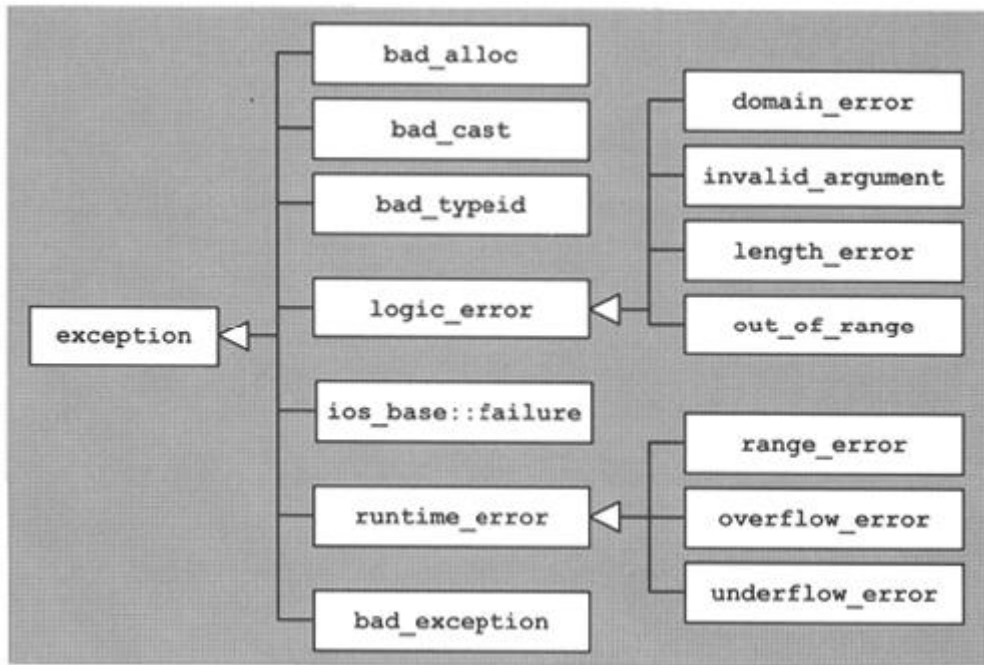 exception
bad_alloc
bad_cast
bad_typeid
logic_error
ios_base::failure
runtime_error
bad_exception
domain_error
invalid_argument
length_error
out_of_range
range_error
overflow_error
underflow_error